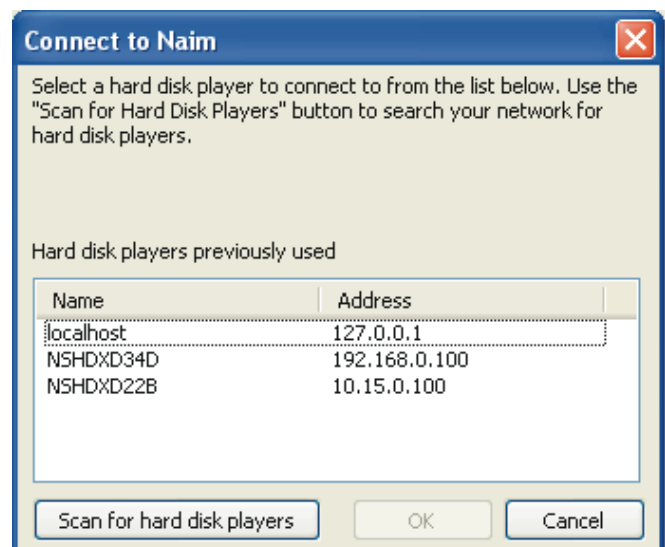 Connect to Naim
Select a hard disk player to connect to from the list below. Use the
"Scan for Hard Disk Players" button to search your network for
hard disk players.
Hard disk players previously used
Name Address
localhost 127.0.0.1
NSHDXD34D 192.168.0.100
NSHDXD22B 10.15.0.100
Scan for hard disk players OK Cancel